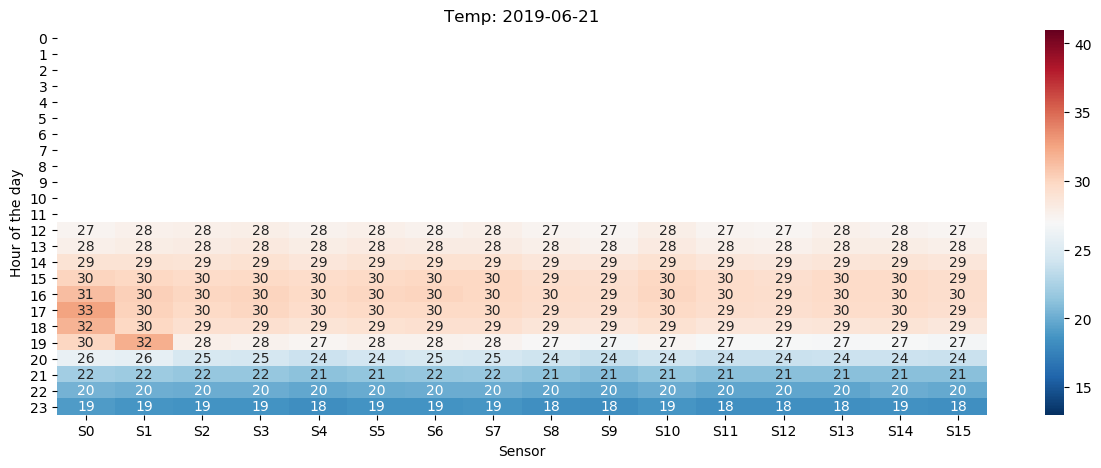 Temp: 2019-06-21
Hour of the day
0
1
2
3
4
5
6
7
8
9
10
11
12 27 28 28 28 28 28 28 28 27 27 28 27 27 28 28 27
13 28 28 28 28 28 28 28 28 28 28 28 28 28 28 28 28
14 29 29 29 29 29 29 29 29 29 29 29 29 29 29 29 29
15 30 30 30 30 30 30 30 30 29 29 30 30 29 30 30 29
16 31 30 30 30 30 30 30 30 30 29 30 30 29 30 30 30
17 33 30 30 30 30 30 30 30 29 29 30 29 29 30 30 29
18 32 30 29 29 29 29 29 29 29 29 29 29 29 29 29 29
19 30 32 28 28 27 28 28 28 27 27 27 27 27 27 27 27
20 26 26 25 25 24 24 25 25 24 24 24 24 24 24 24 24
21 22 22 22 22 21 21 22 22 21 21 21 21 21 21 21 21
22 20 20 20 20 20 20 20 20 20 20 20 20 20 20 20 20
23 19 19 19 19 18 19 19 19 18 18 19 18 18 18 19 18
S0 S1 S2 S3 S4 S5 S6 S7 S8 S9 S10 S11 S12 S13 S14 S15
Sensor
40
35
30
25
20
15